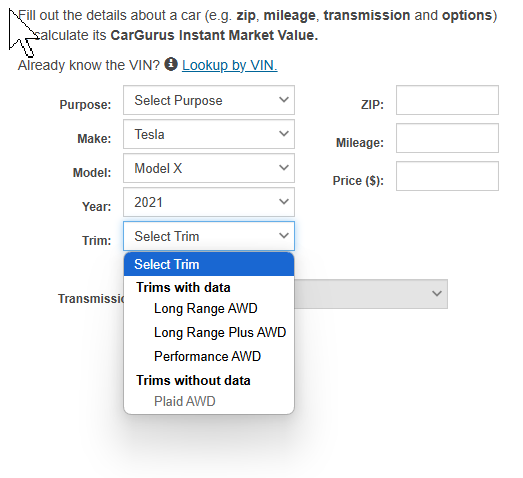 Fill out the details about a car (e.g. zip, mileage, transmission and options)
calculate its CarGurus Instant Market Value.
Already know the VIN? Lookup by VIN.
Purpose: Select Purpose
ZIP:
Make: Tesla
Mileage:
Model: Model X
Price ($):
Year: 2021
Trim: Select Trim
Select Trim
Trims with data
Transmissi
Long Range AWD
Long Range Plus AWD
Performance AWD
Trims without data
Plaid AWD